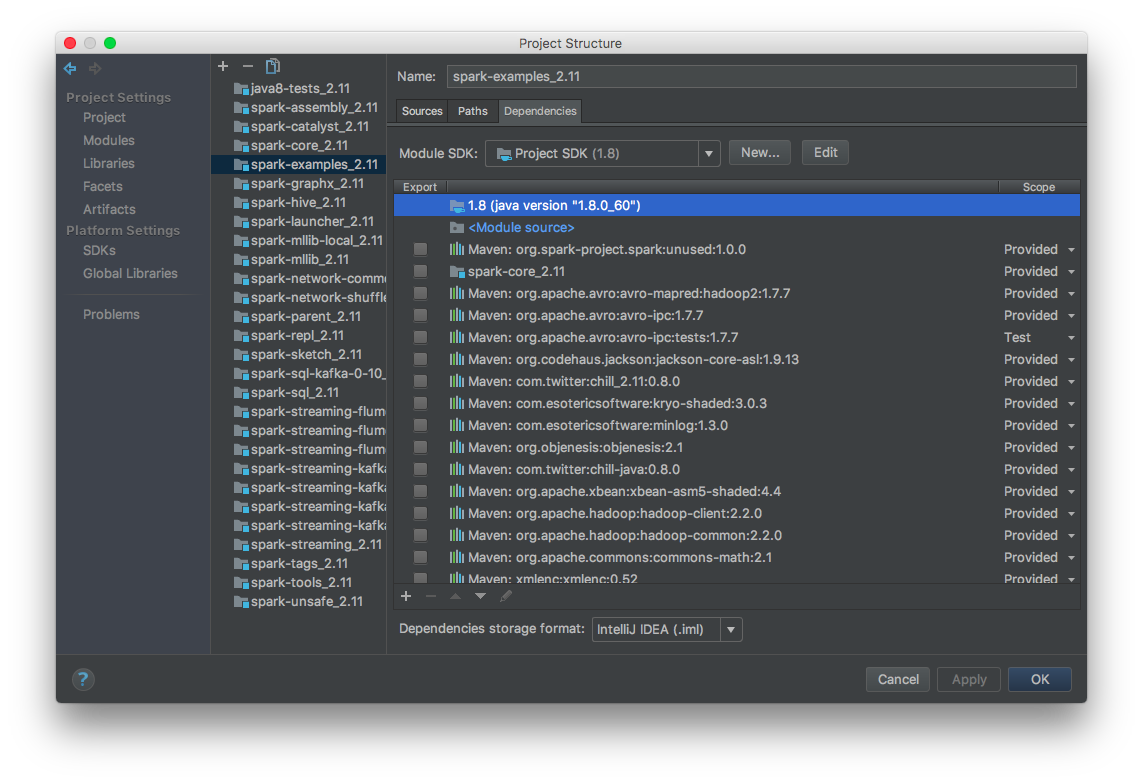 Project Structure
Project Settings
Project
Modules
Libraries
Facets
Artifacts
Platform Settings
SDKs
Global Libraries
Problems
java8-tests_2.11
spark-assembly_2.11
spark-catalyst_2.11
spark-core_2.11
spark-examples_2.11
spark-graphx_2.11
spark-hive_2.11
spark-launcher_2.11
spark-mllib-local_2.11
spark-mllib_2.11
spark-network-comm
spark-network-shuffle
spark-parent_2.11
spark-repl_2.11
spark-sketch_2.11
spark-sql-kafka-0-10_
spark-sql_2.11
spark-streaming-flum
spark-streaming-flum
spark-streaming-flum
spark-streaming-kafka
spark-streaming-kafka
spark-streaming-kafka
spark-streaming-kafka
spark-streaming_2.11
spark-tags_2.11
spark-tools_2.11
spark-unsafe_2.11
Name: spark-examples_2.11
Sources Paths Dependencies
Module SDK: Project SDK (1.8) New... Edit
Export Scope
1.8 (java version "1.8.0_60")
<Module source>
Maven: org.spark-project.spark:unused:1.0.0 Provided
spark-core_2.11 Provided
Maven: org.apache.avro:avro-mapred:hadoop2:1.7.7 Provided
Maven: org.apache.avro:avro-ipc:1.7.7 Provided
Maven: org.apache.avro:avro-ipc:tests:1.7.7 Test
Maven: org.codehaus.jackson:jackson-core-asl:1.9.13 Provided
Maven: com.twitter:chill_2.11:0.8.0 Provided
Maven: com.esotericsoftware:kryo-shaded:3.0.3 Provided
Maven: com.esotericsoftware:minlog:1.3.0 Provided
Maven: org.objenesis:objenesis:2.1 Provided
Maven: com.twitter:chill-java:0.8.0 Provided
Maven: org.apache.xbean:xbean-asm5-shaded:4.4 Provided
Maven: org.apache.hadoop:hadoop-client:2.2.0 Provided
Maven: org.apache.hadoop:hadoop-common:2.2.0 Provided
Maven: org.apache.commons:commons-math:2.1 Provided
Maven: xmlenc:xmlenc:0.52 Provided
Dependencies storage format: IntelliJ IDEA (.iml)
? Cancel Apply OK